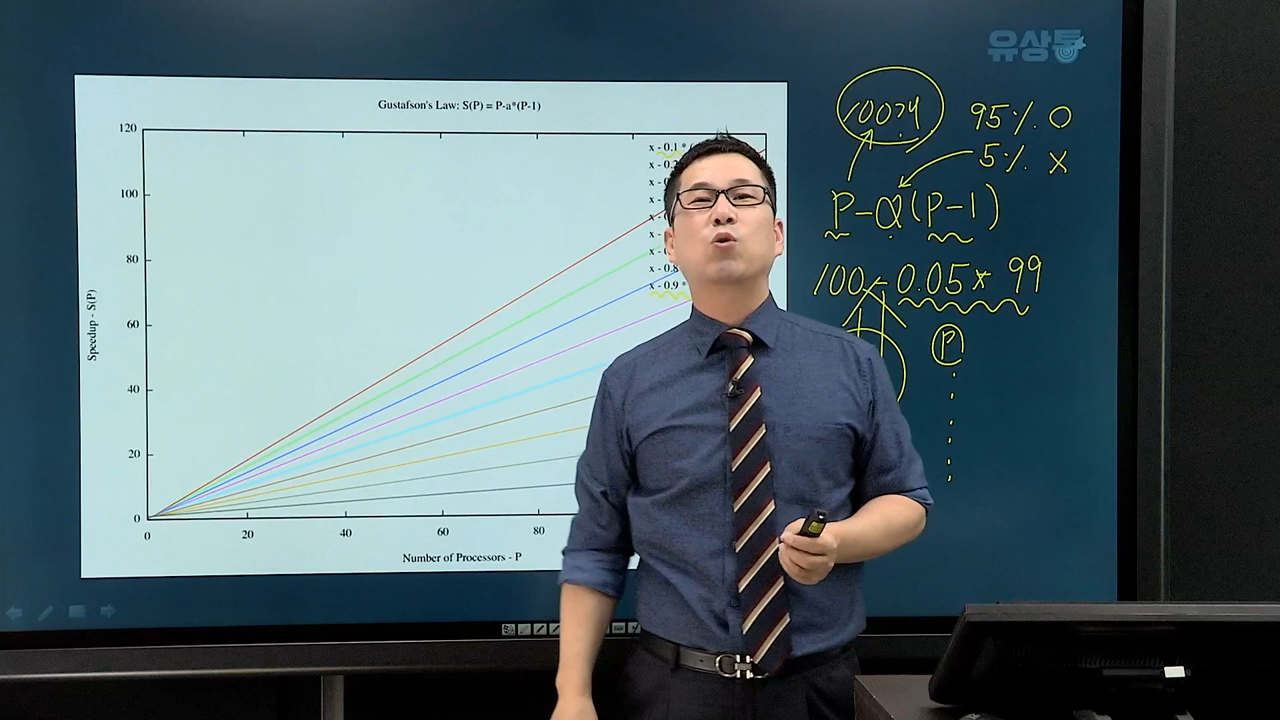 유상통
Gustafson's Law: S(P) = P-a*(P-1)
120
100
80
60
40
20
0
0 20 40 60 80
Speedup - S(P)
Number of Processors - P
x - 0.1 *
x - 0.8
x - 0.9 *
100개
95% O
5% X
P-a(P-1)
100 - 0.05 × 99
P